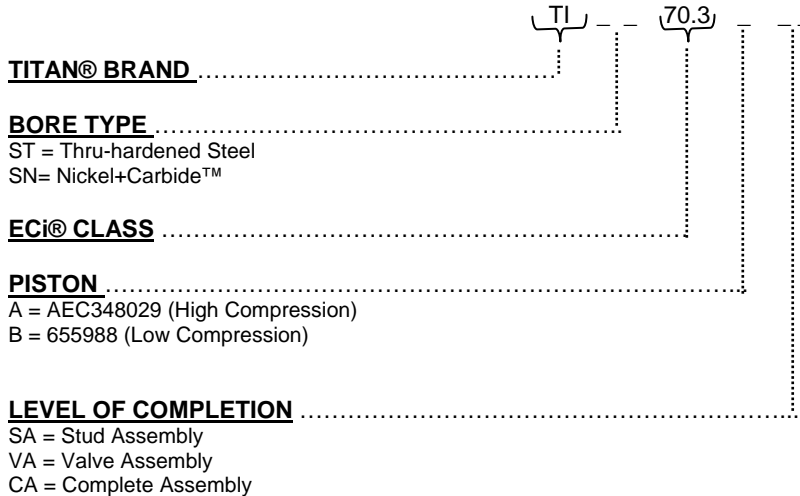 TI _ _ 70.3 _ _ _
TITAN® BRAND ……………………………………………
BORE TYPE …………………………………………………………..
ST = Thru-hardened Steel
SN= Nickel+Carbide™
ECi® CLASS …………………………………………………………………
PISTON ……………………………………………………………………………
A = AEC348029 (High Compression)
B = 655988 (Low Compression)
LEVEL OF COMPLETION …………………………………………………………
SA = Stud Assembly
VA = Valve Assembly
CA = Complete Assembly